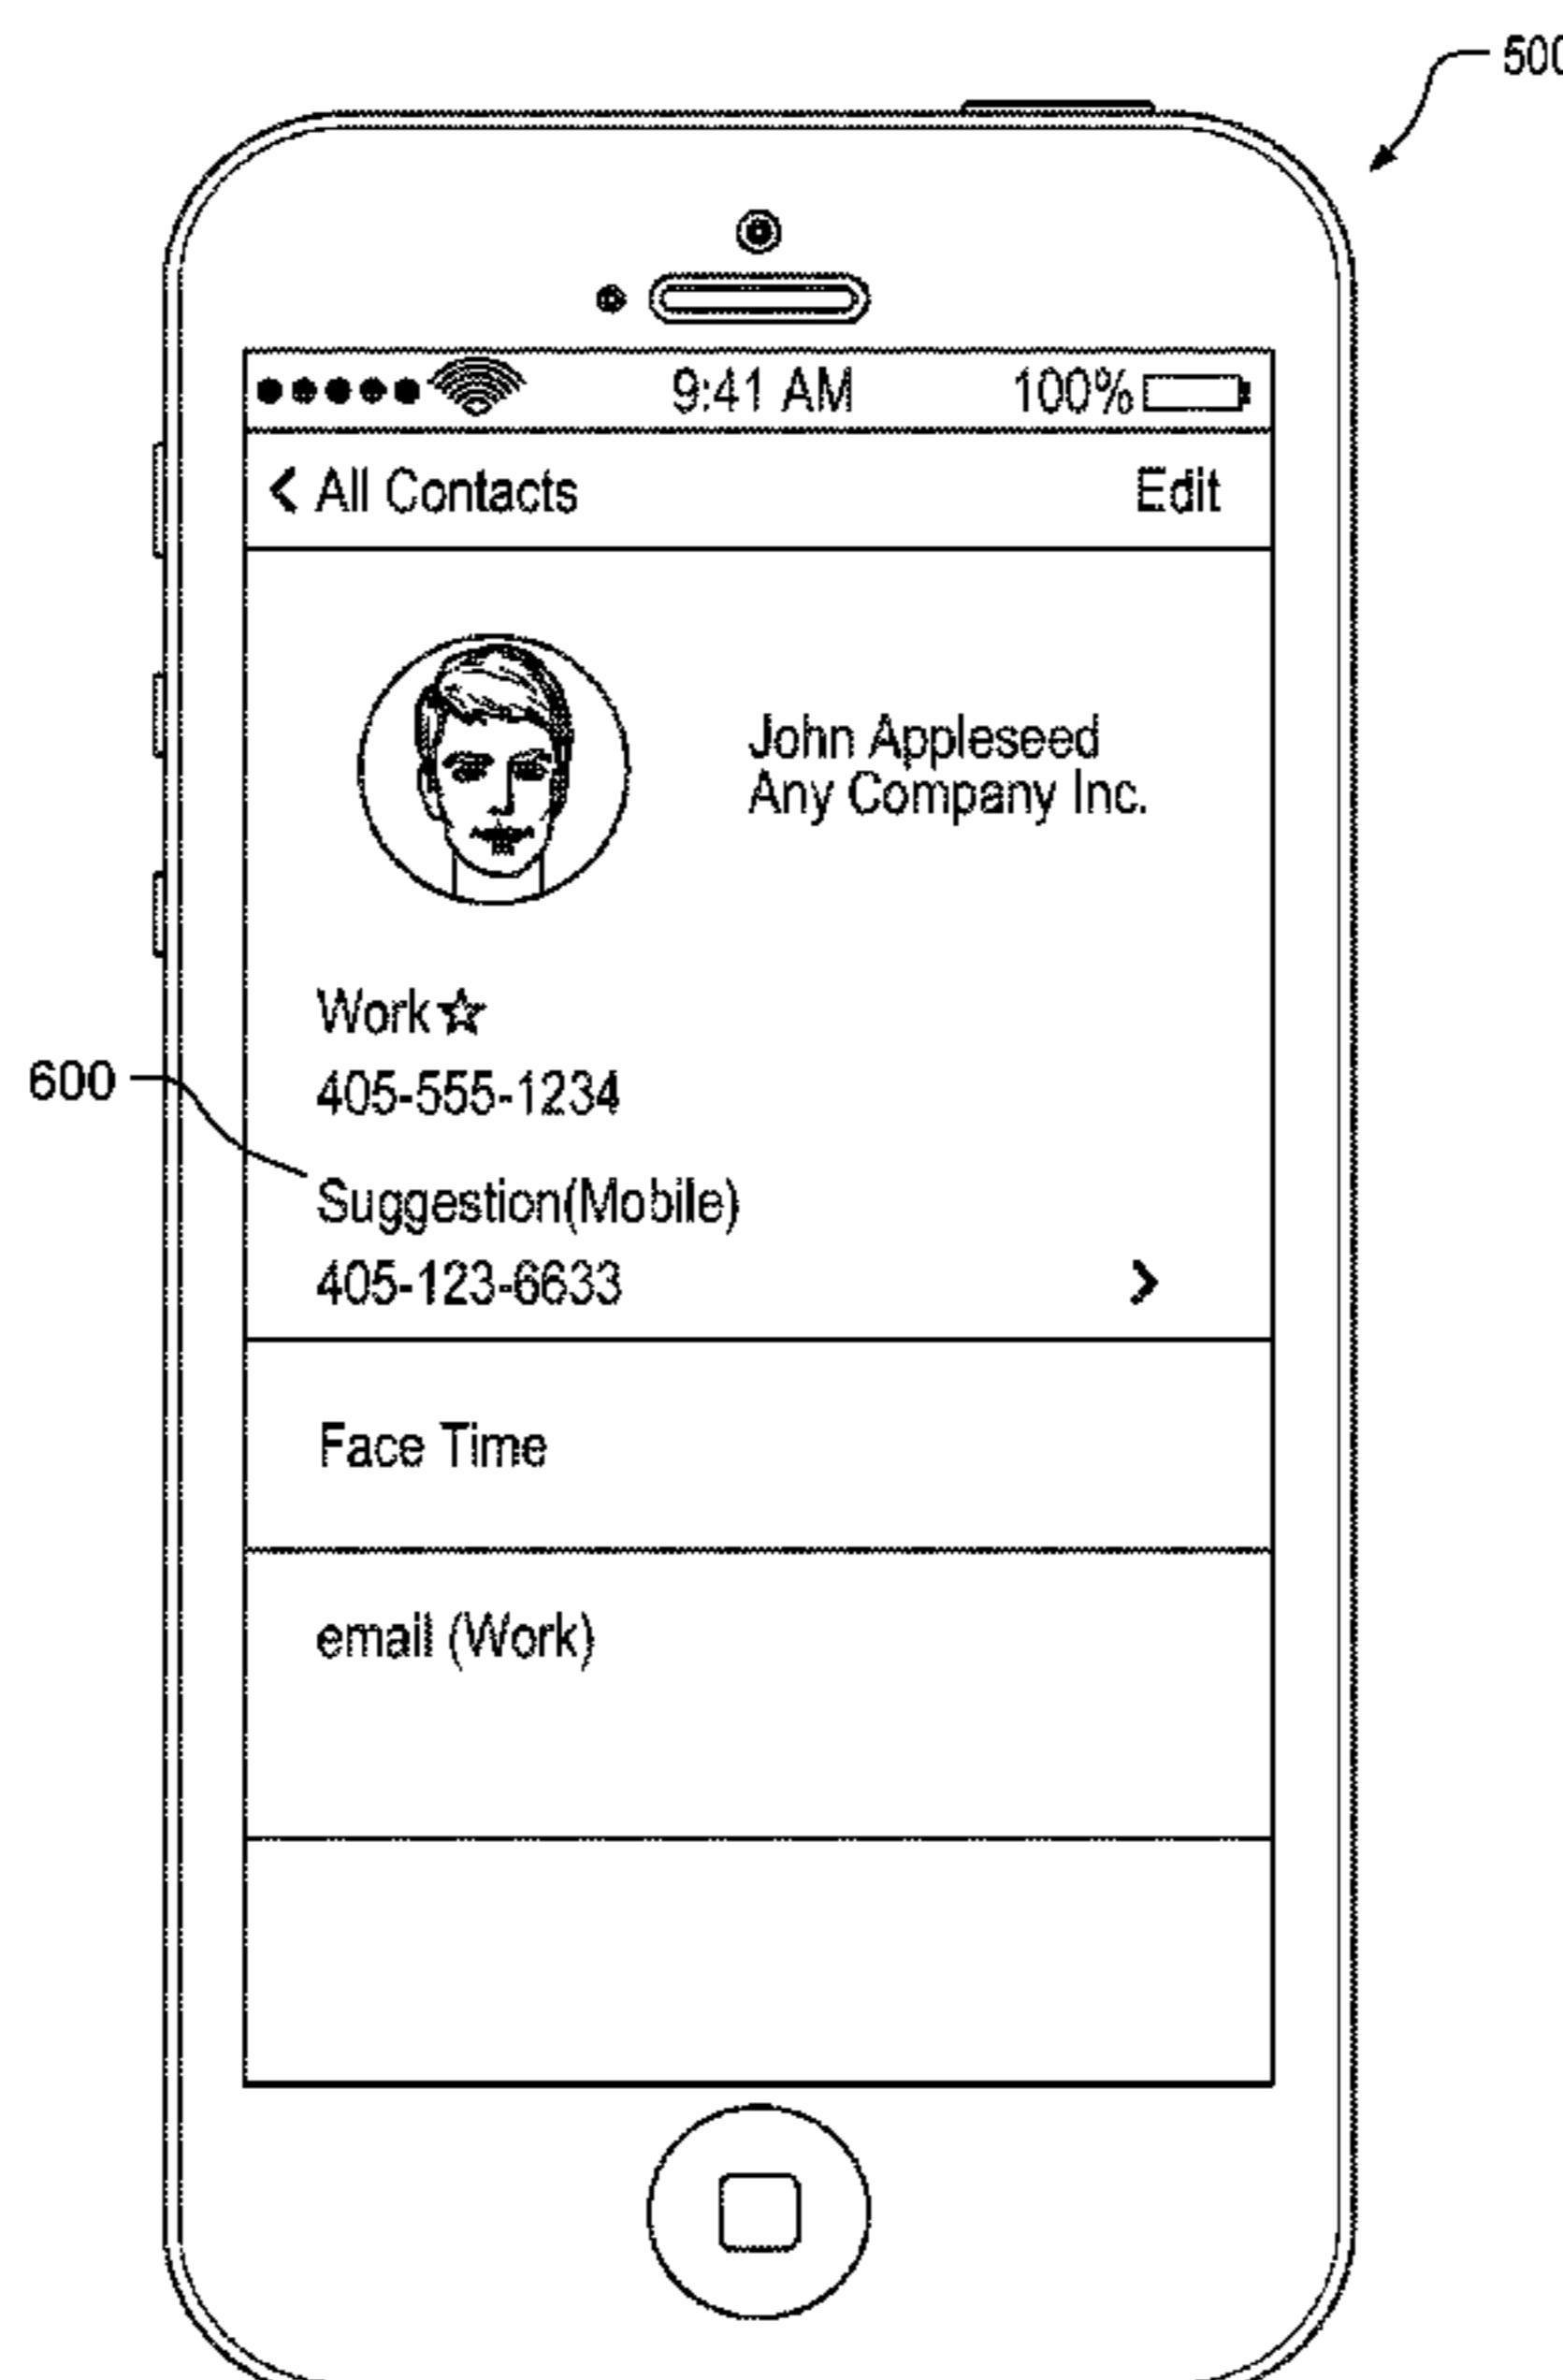 500
9:41 AM 100%
All Contacts Edit
John Appleseed
Any Company Inc.
Work☆
405-555-1234
600
Suggestion(Mobile)
405-123-6633
Face Time
email (Work)